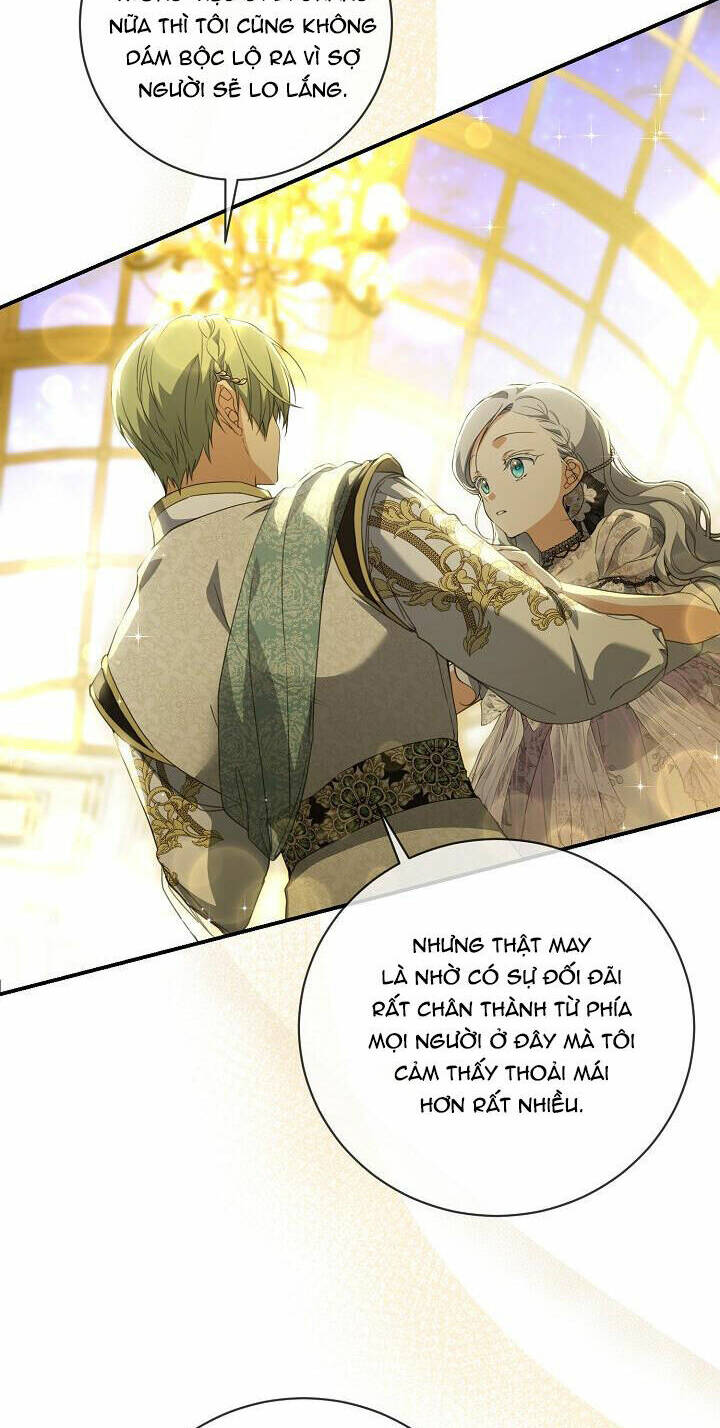 NỮA THÌ TÔI CŨNG KHÔNG
DÁM BỘC LỘ RA VÌ SỢ
NGƯỜI SẼ LO LẮNG.
NHƯNG THẬT MAY
LÀ NHỜ CÓ SỰ ĐỐI ĐÃI
RẤT CHÂN THÀNH TỪ PHÍA
MỌI NGƯỜI Ở ĐÂY MÀ TÔI
CẢM THẤY THOẢI MÁI
HƠN RẤT NHIỀU.